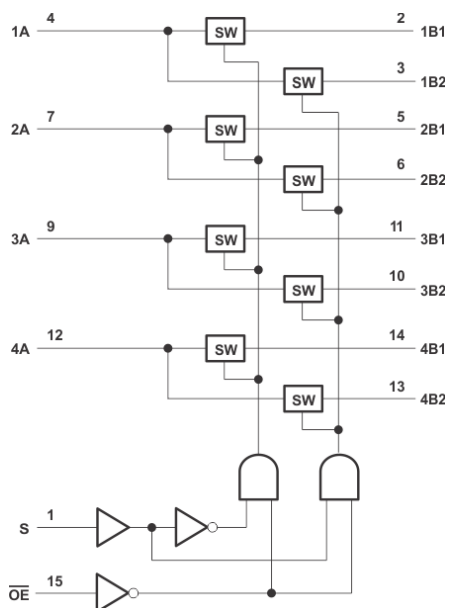 4 2
1A SW 1B1
3
SW 1B2
7 5
2A SW 2B1
6
SW 2B2
9 11
3A SW 3B1
10
SW 3B2
12 14
4A SW 4B1
13
SW 4B2
1
S
15
O̅E̅